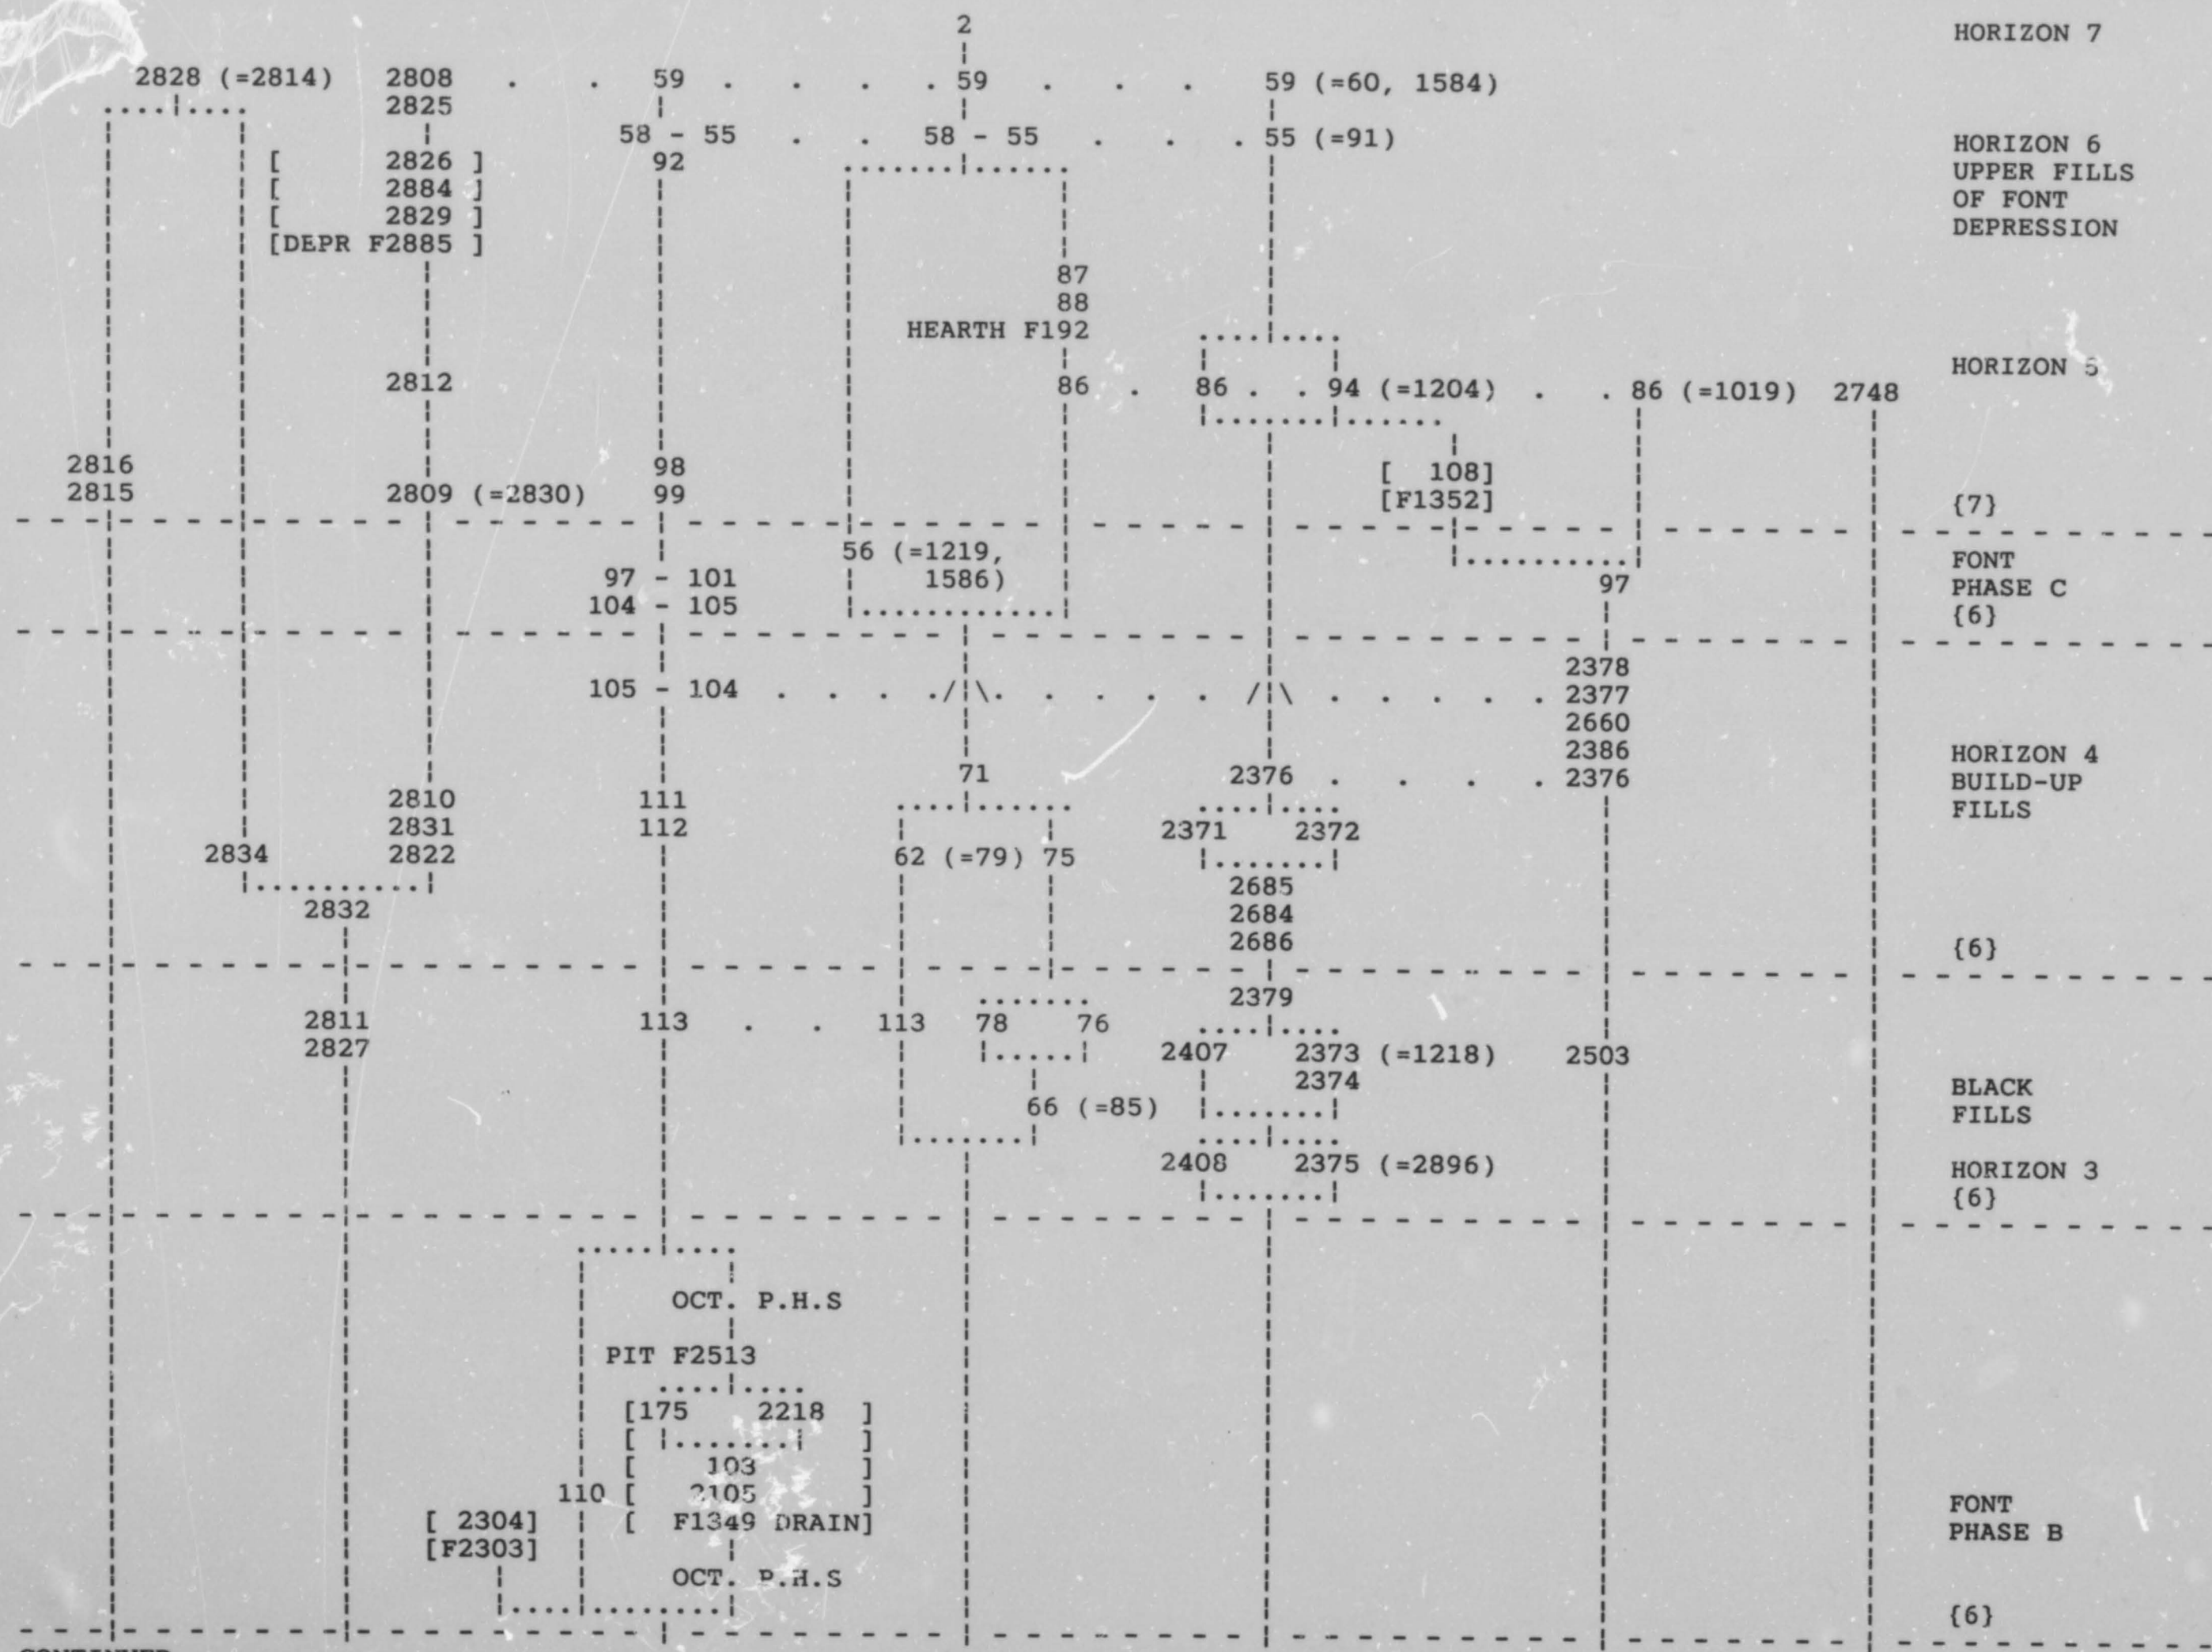 2 HORIZON 7
2828 (=2814) 2808 . . 59 . . . . 59 . . . 59 (=60, 1584)
2825
58 - 55 . . 58 - 55 . . . 55 (=91) HORIZON 6
[ 2826 ] 92 UPPER FILLS
[ 2884 ] OF FONT
[ 2829 ] DEPRESSION
[DEPR F2885 ]
87
88
HEARTH F192
HORIZON 5
2812 86 . 86 . . 94 (=1204) . . 86 (=1019) 2748
2816 98 [ 108]
2815 2809 (=2830) 99 [F1352] {7}
56 (=1219, FONT
97 - 101 1586) 97 PHASE C
104 - 105 {6}
2378
105 - 104 . . . ./|\. . . . /|\ . . . . . 2377
2660
2386 HORIZON 4
71 2376 . . . . 2376 BUILD-UP
2810 111 FILLS
2831 112 2371 2372
2834 2822 62 (=79) 75
2685
2832 2684
2686 {6}
2379
2811 113 . . 113 78 76
2827 2407 2373 (=1218) 2503
2374 BLACK
66 (=85) FILLS
2408 2375 (=2896) HORIZON 3
{6}
OCT. P.H.S
PIT F2513
[175 2218 ]
[ ]
[ 103 ]
110 [ 2105 ] FONT
[ 2304] [ F1349 DRAIN] PHASE B
[F2303]
OCT. P.H.S
{6}